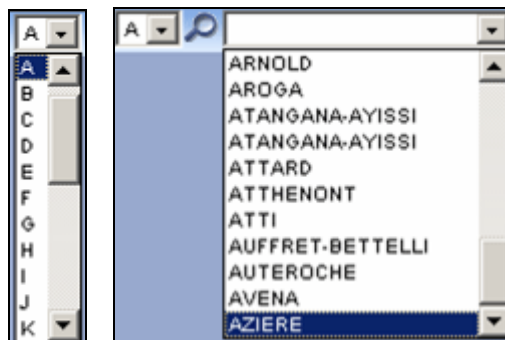 A
A
B
C
D
E
F
G
H
I
J
K
A
ARNOLD
AROGA
ATANGANA-AYISSI
ATANGANA-AYISSI
ATTARD
ATTHENONT
ATTI
AUFFRET-BETTELLI
AUTEROCHE
AVENA
AZIERE